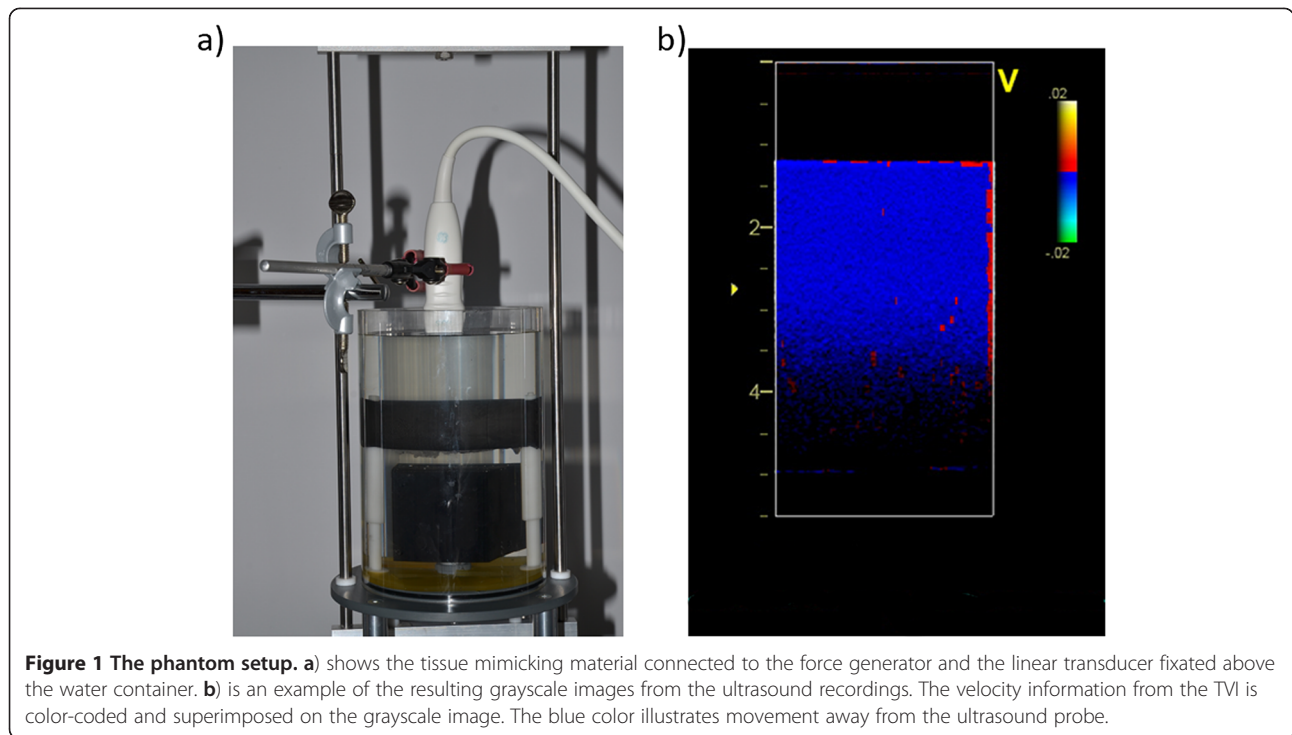 a)
b)
V
.02
-.02
2
4
Figure 1 The phantom setup. a) shows the tissue mimicking material connected to the force generator and the linear transducer fixated above
the water container. b) is an example of the resulting grayscale images from the ultrasound recordings. The velocity information from the TVI is
color-coded and superimposed on the grayscale image. The blue color illustrates movement away from the ultrasound probe.